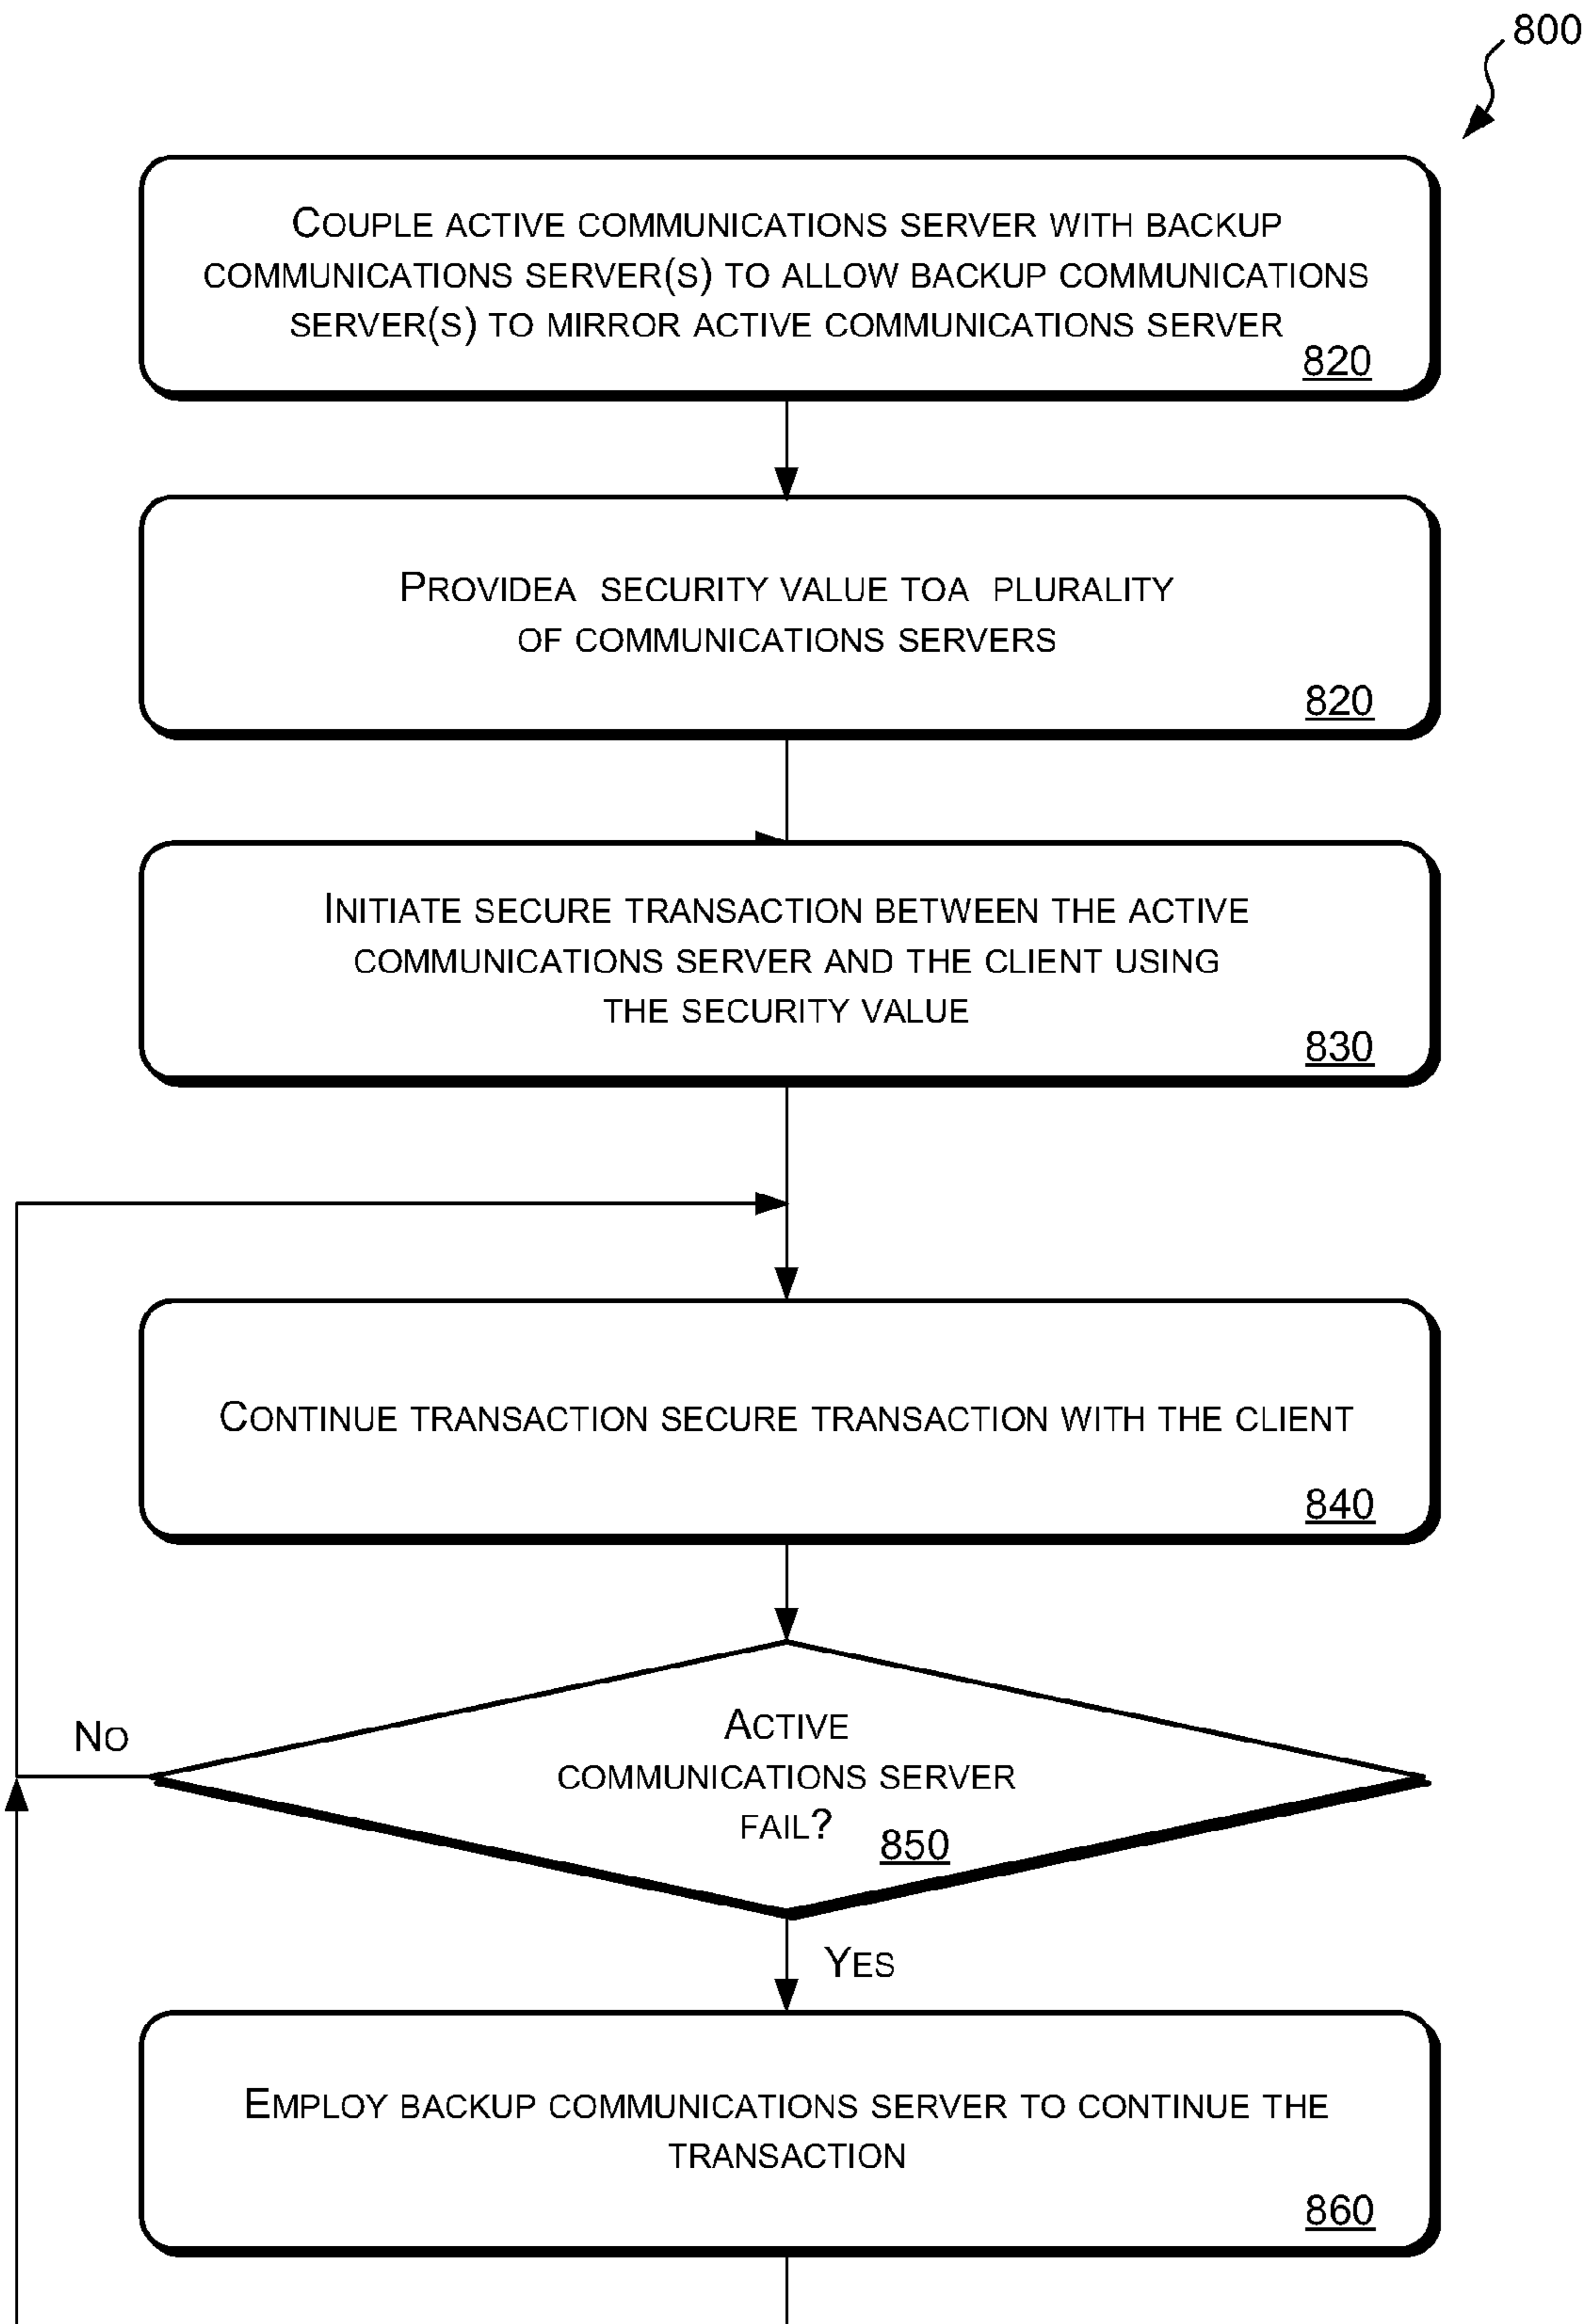 800
COUPLE ACTIVE COMMUNICATIONS SERVER WITH BACKUP
COMMUNICATIONS SERVER(S) TO ALLOW BACKUP COMMUNICATIONS
SERVER(S) TO MIRROR ACTIVE COMMUNICATIONS SERVER
820
PROVIDEA SECURITY VALUE TOA PLURALITY
OF COMMUNICATIONS SERVERS
820
INITIATE SECURE TRANSACTION BETWEEN THE ACTIVE
COMMUNICATIONS SERVER AND THE CLIENT USING
THE SECURITY VALUE
830
CONTINUE TRANSACTION SECURE TRANSACTION WITH THE CLIENT
840
NO
ACTIVE
COMMUNICATIONS SERVER
FAIL?
850
YES
EMPLOY BACKUP COMMUNICATIONS SERVER TO CONTINUE THE
TRANSACTION
860